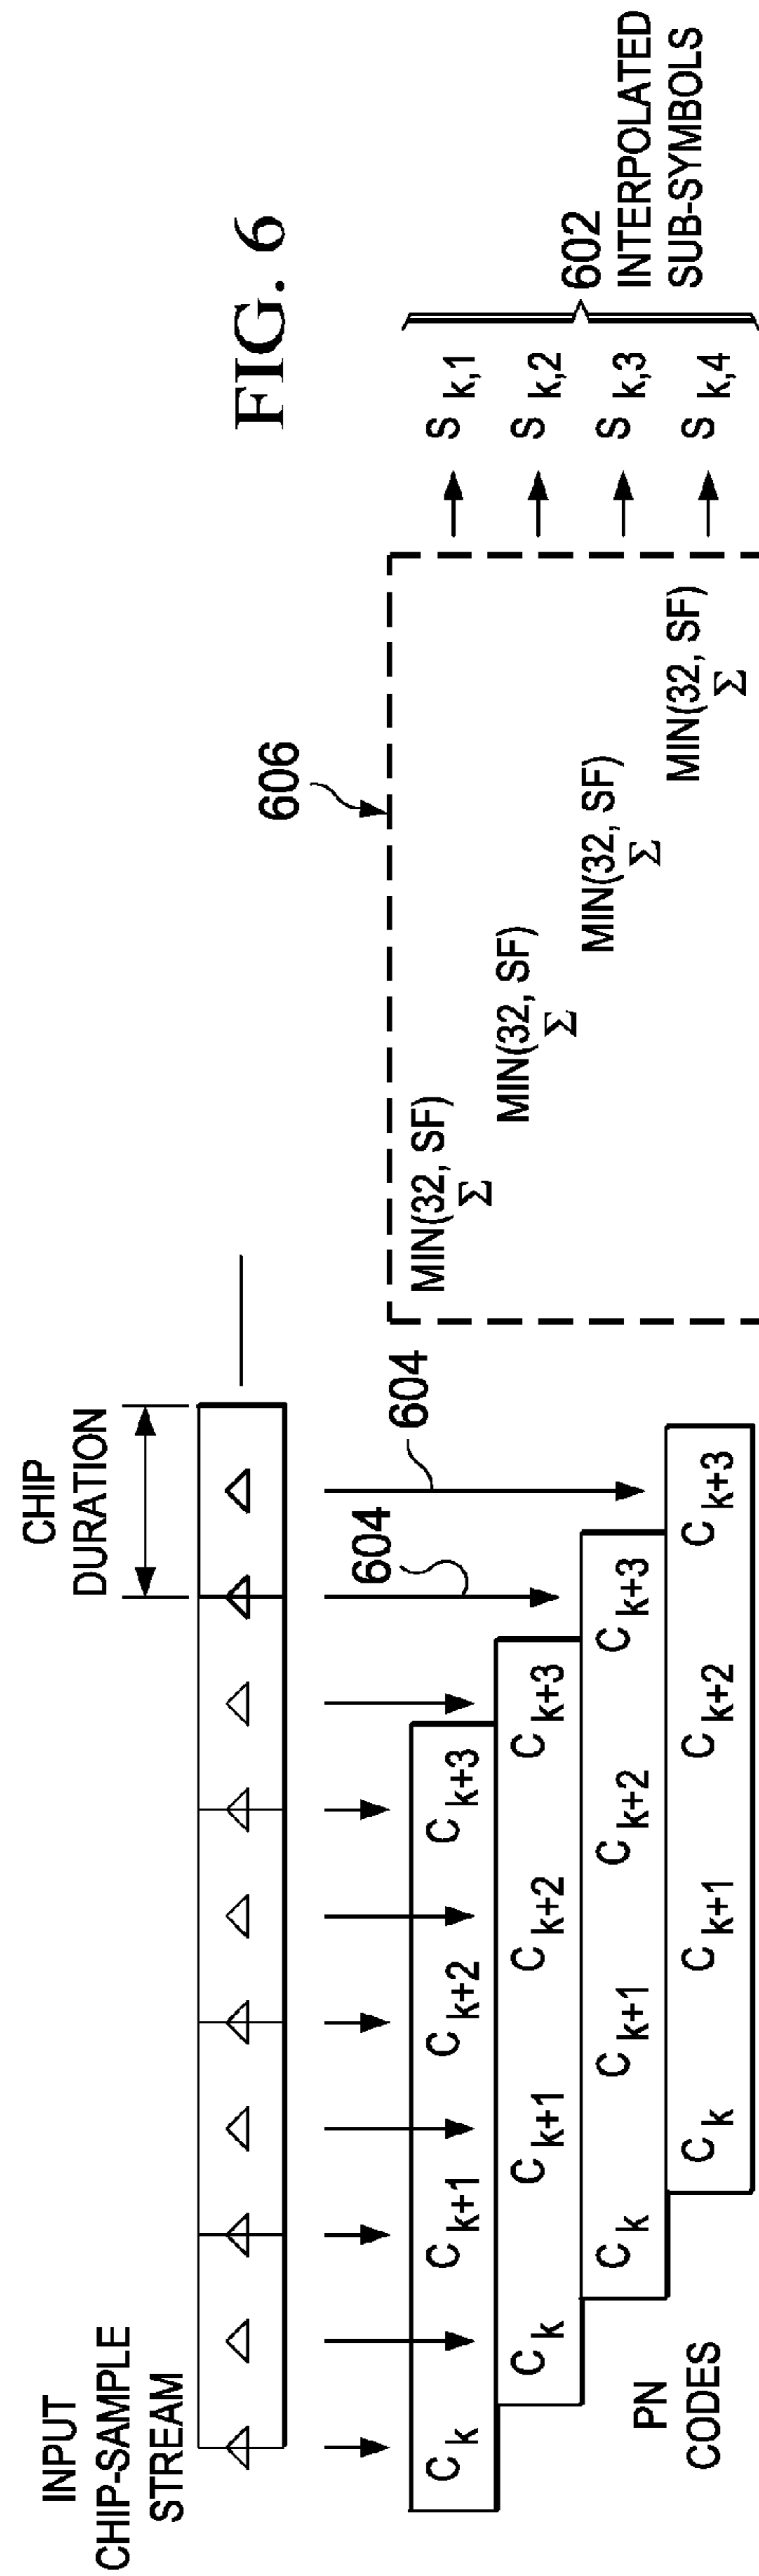 FIG. 6
INPUT
CHIP-SAMPLE
STREAM
CHIP
DURATION
604
604
606
C k C k+1 C k+2 C k+3
C k C k+1 C k+2 C k+3
C k C k+1 C k+2 C k+3
C k C k+1 C k+2 C k+3
PN
CODES
MIN(32, SF)
Σ
MIN(32, SF)
Σ
MIN(32, SF)
Σ
MIN(32, SF)
Σ
S k,1
S k,2
S k,3
S k,4
602
INTERPOLATED
SUB-SYMBOLS